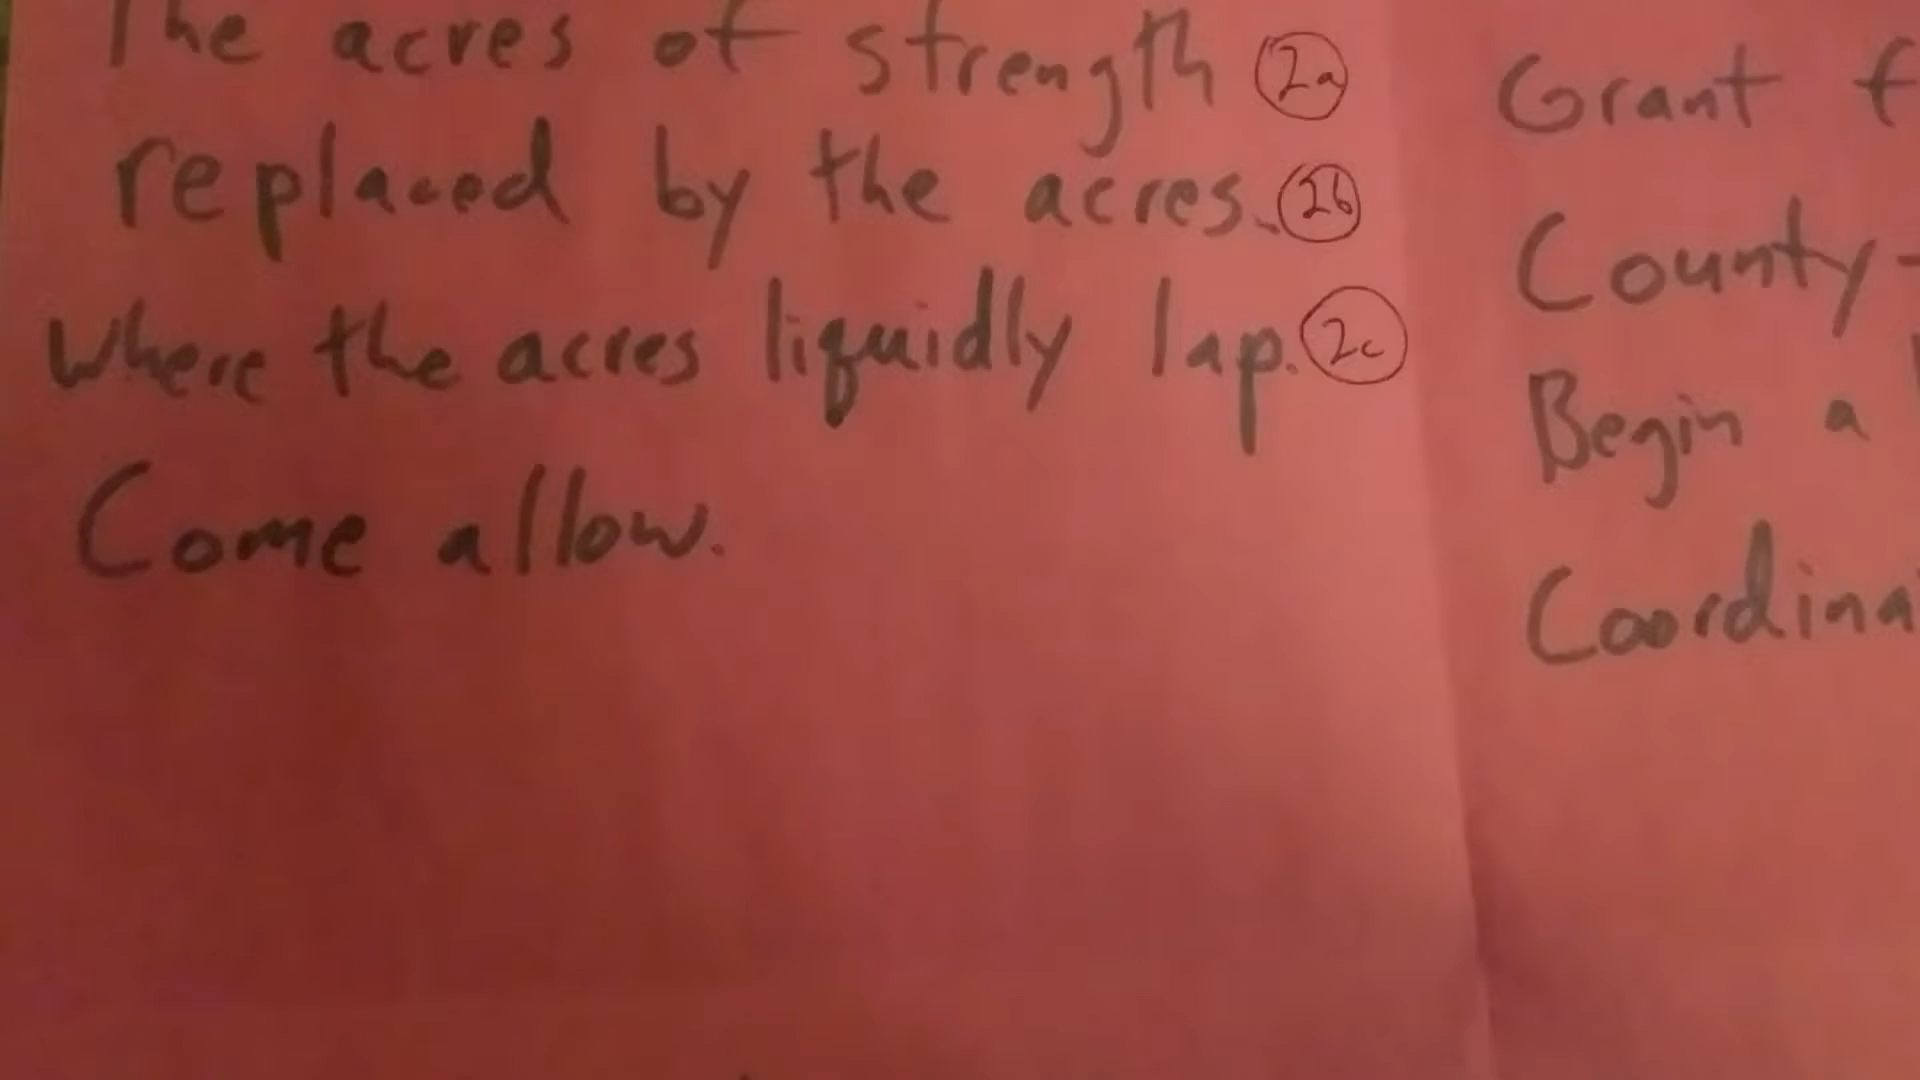 The acres of strength 2a
replaced by the acres. 2b
Where the acres liquidly lap. 2c
Come allow.
Grant f
County-
Begin a
Coordina